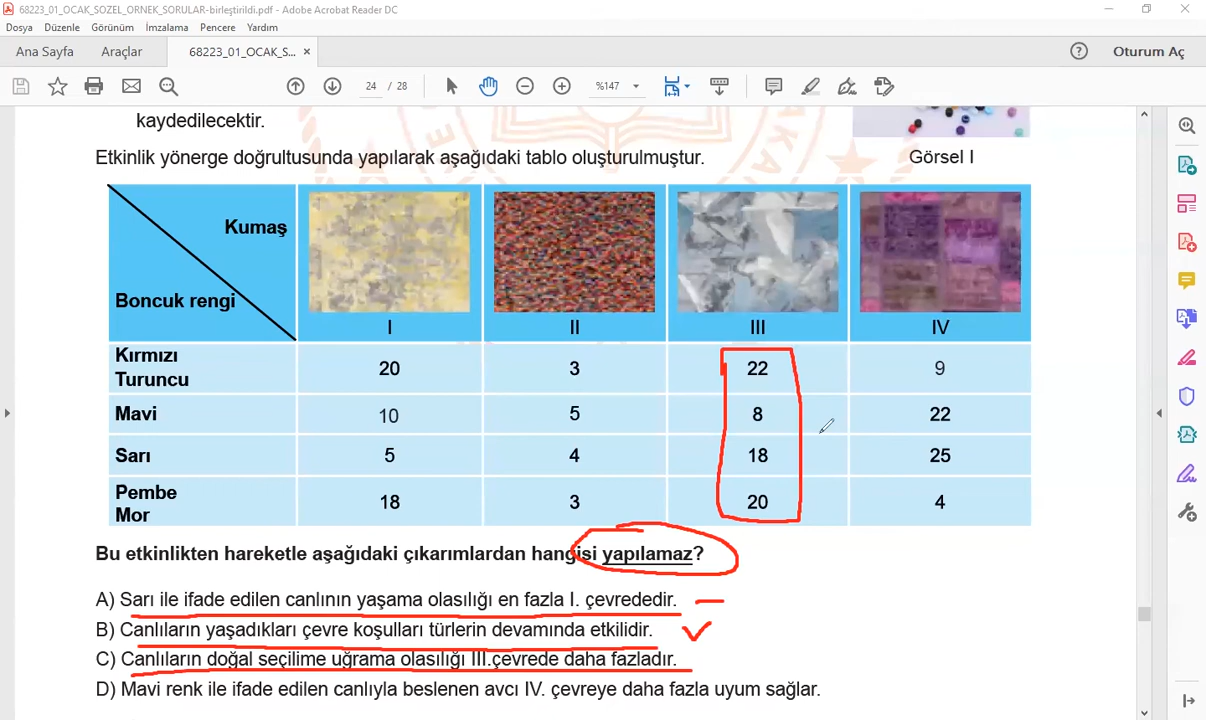 68223_01_OCAK_SOZEL_ORNEK_SORULAR-birleştirildi.pdf - Adobe Acrobat Reader DC
Dosya Düzenle Görünüm İmzalama Pencere Yardım
Ana Sayfa Araçlar 68223_01_OCAK_S... × Oturum Aç
24 / 28 %147
kaydedilecektir.
Etkinlik yönerge doğrultusunda yapılarak aşağıdaki tablo oluşturulmuştur.
Görsel I
Kumaş
Boncuk rengi
I II III IV
Kırmızı
Turuncu 20 3 22 9
Mavi 10 5 8 22
Sarı 5 4 18 25
Pembe
Mor 18 3 20 4
Bu etkinlikten hareketle aşağıdaki çıkarımlardan hangisi yapılamaz?
A) Sarı ile ifade edilen canlının yaşama olasılığı en fazla I. çevrededir.
B) Canlıların yaşadıkları çevre koşulları türlerin devamında etkilidir.
C) Canlıların doğal seçilime uğrama olasılığı III.çevrede daha fazladır.
D) Mavi renk ile ifade edilen canlıyla beslenen avcı IV. çevreye daha fazla uyum sağlar.